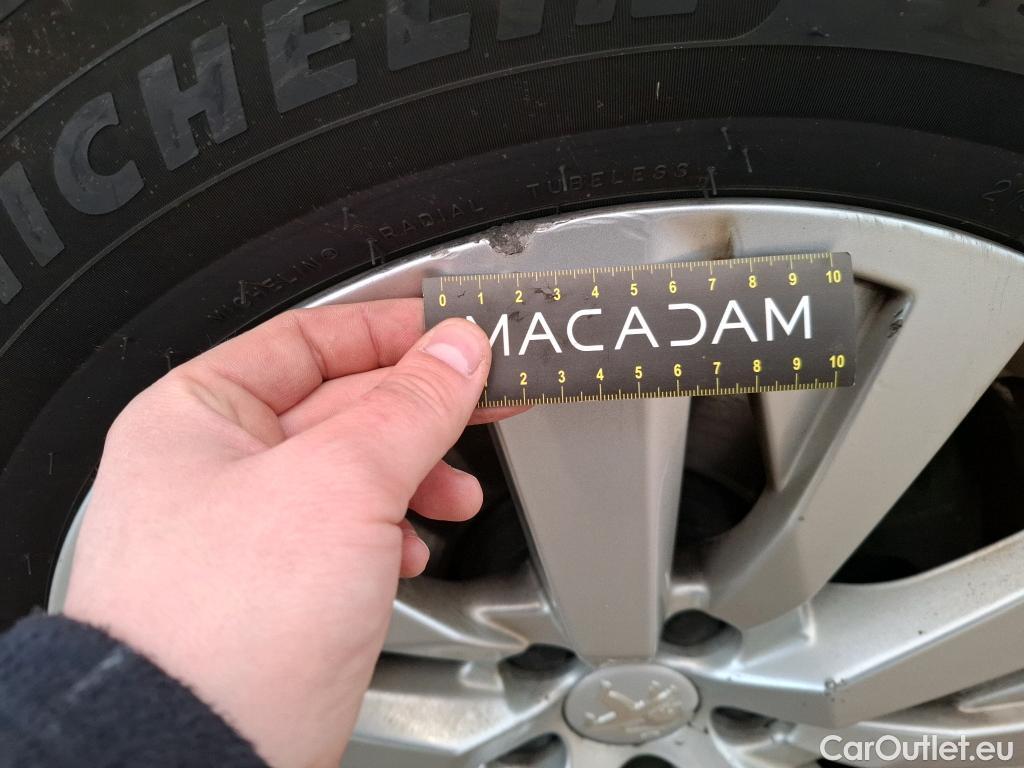 MICHELIN
MICHELIN® RADIAL TUBELESS
0 1 2 3 4 5 6 7 8 9 10
MACADAM
1 2 3 4 5 6 7 8 9 10
CarOutlet.eu